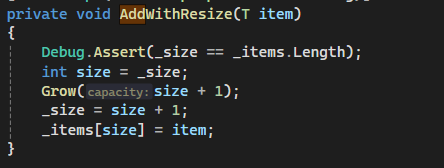 private void AddWithResize(T item)
{
    Debug.Assert(_size == _items.Length);
    int size = _size;
    Grow(capacity: size + 1);
    _size = size + 1;
    _items[size] = item;
}